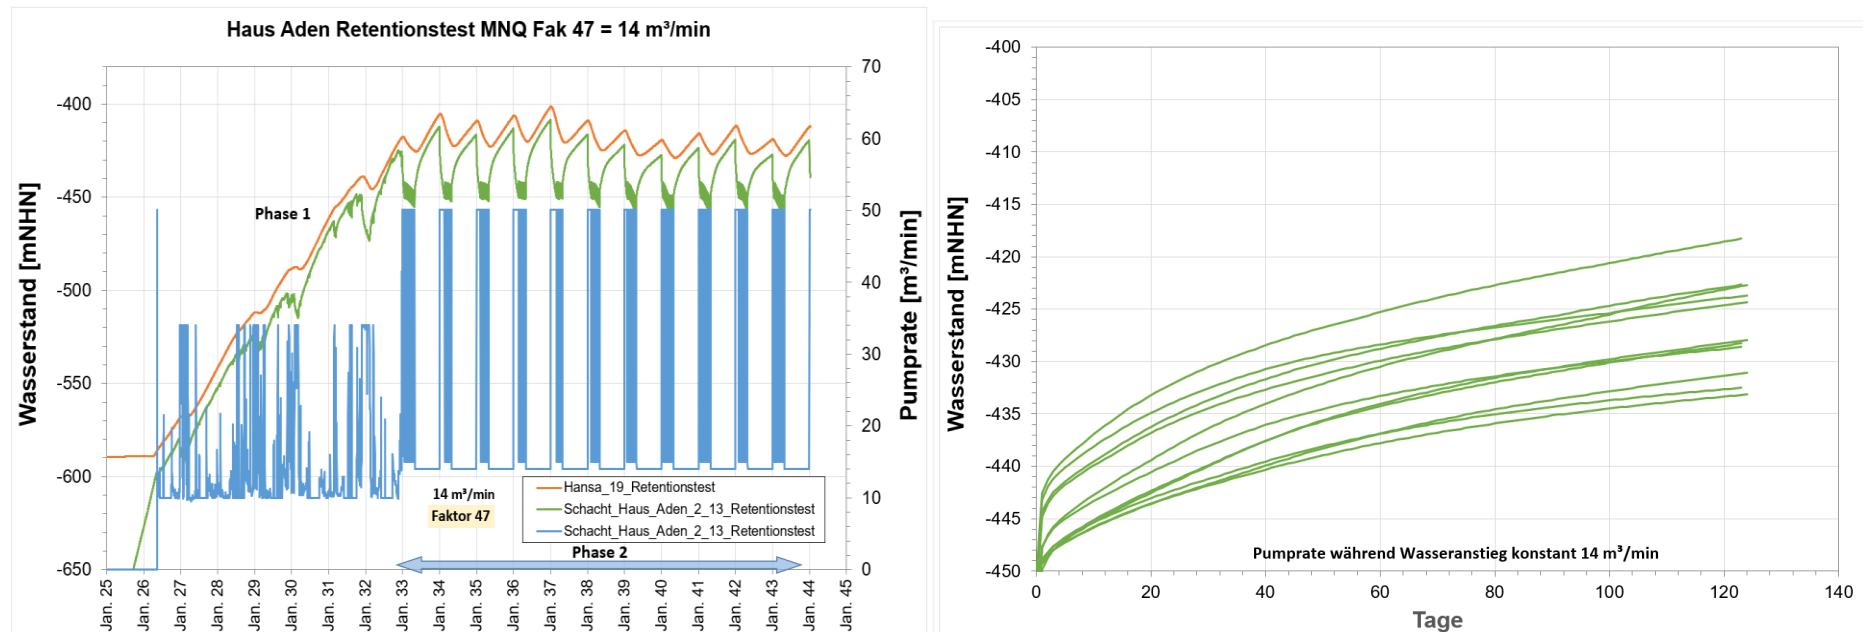 Haus Aden Retentionstest MNQ Fak 47 = 14 m³/min
Wasserstand [mNHN]
-400
-450
-500
-550
-600
-650
Phase 1
14 m³/min
Faktor 47
Hansa_19_Retentionstest
Schacht_Haus_Aden_2_13_Retentionstest
Schacht_Haus_Aden_2_13_Retentionstest
Phase 2
70
60
50
40
30
20
10
0
Pumprate [m³/min]
Jan. 25
Jan. 26
Jan. 27
Jan. 28
Jan. 29
Jan. 30
Jan. 31
Jan. 32
Jan. 33
Jan. 34
Jan. 35
Jan. 36
Jan. 37
Jan. 38
Jan. 39
Jan. 40
Jan. 41
Jan. 42
Jan. 43
Jan. 44
Jan. 45
Wasserstand [mNHN]
-400
-405
-410
-415
-420
-425
-430
-435
-440
-445
-450
Pumprate während Wasseranstieg konstant 14 m³/min
0 20 40 60 80 100 120 140
Tage